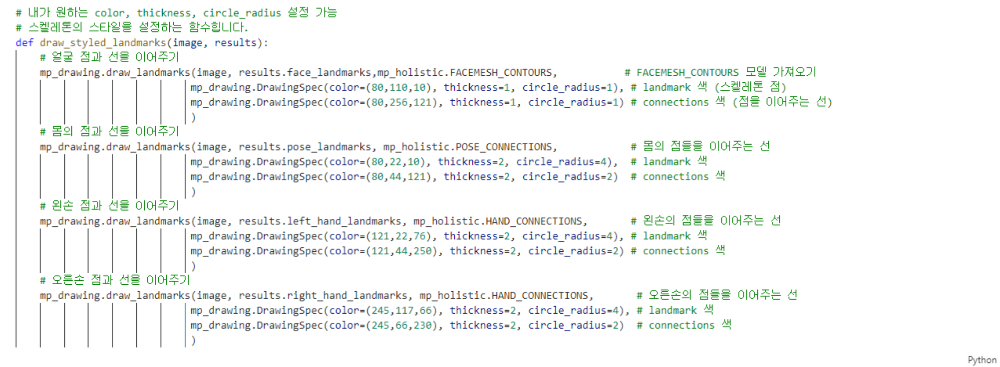 # 내가 원하는 color, thickness, circle_radius 설정 가능
# 스켈레톤의 스타일을 설정하는 함수힙니다.
def draw_styled_landmarks(image, results):
# 얼굴 점과 선을 이어주기
mp_drawing.draw_landmarks(image, results.face_landmarks,mp_holistic.FACEMESH_CONTOURS, # FACEMESH_CONTOURS 모델 가져오기
mp_drawing.DrawingSpec(color=(80,110,10), thickness=1, circle_radius=1), # landmark 색 (스켈레톤 점)
mp_drawing.DrawingSpec(color=(80,256,121), thickness=1, circle_radius=1) # connections 색 (점을 이어주는 선)
)
# 몸의 점과 선을 이어주기
mp_drawing.draw_landmarks(image, results.pose_landmarks, mp_holistic.POSE_CONNECTIONS, # 몸의 점들을 이어주는 선
mp_drawing.DrawingSpec(color=(80,22,10), thickness=2, circle_radius=4), # landmark 색
mp_drawing.DrawingSpec(color=(80,44,121), thickness=2, circle_radius=2) # connections 색
)
# 왼손 점과 선을 이어주기
mp_drawing.draw_landmarks(image, results.left_hand_landmarks, mp_holistic.HAND_CONNECTIONS, # 왼손의 점들을 이어주는 선
mp_drawing.DrawingSpec(color=(121,22,76), thickness=2, circle_radius=4), # landmark 색
mp_drawing.DrawingSpec(color=(121,44,250), thickness=2, circle_radius=2) # connections 색
)
# 오른손 점과 선을 이어주기
mp_drawing.draw_landmarks(image, results.right_hand_landmarks, mp_holistic.HAND_CONNECTIONS, # 오른손의 점들을 이어주는 선
mp_drawing.DrawingSpec(color=(245,117,66), thickness=2, circle_radius=4), # landmark 색
mp_drawing.DrawingSpec(color=(245,66,230), thickness=2, circle_radius=2) # connections 색
)
Python